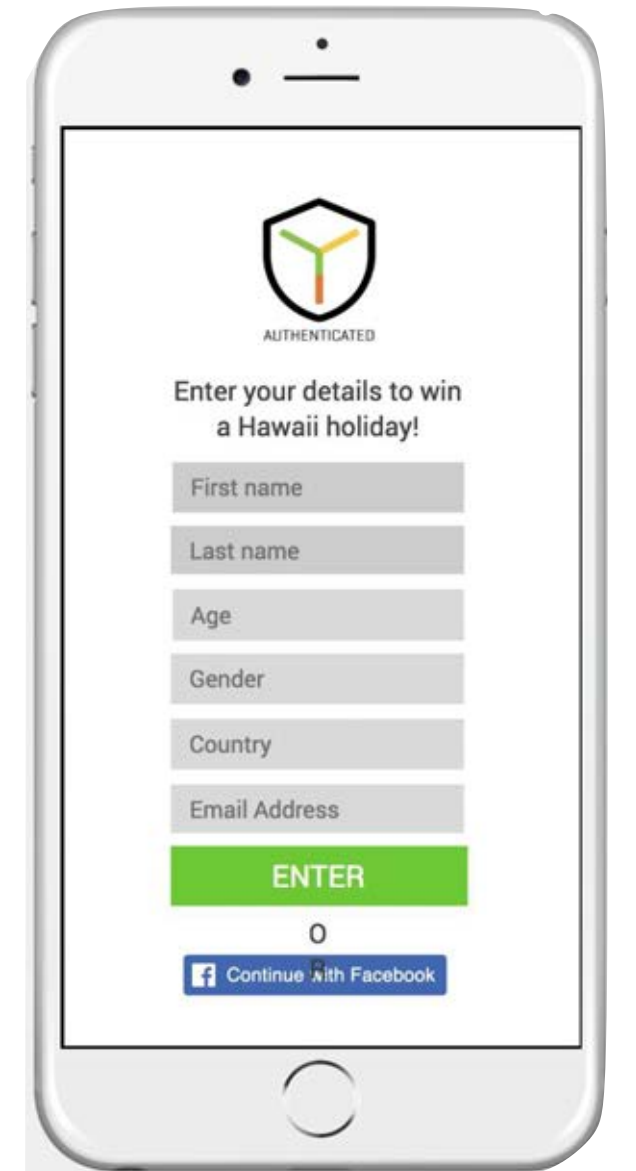 AUTHENTICATED
Enter your details to win
a Hawaii holiday!
First name
Last name
Age
Gender
Country
Email Address
ENTER
O
R
f Continue with Facebook